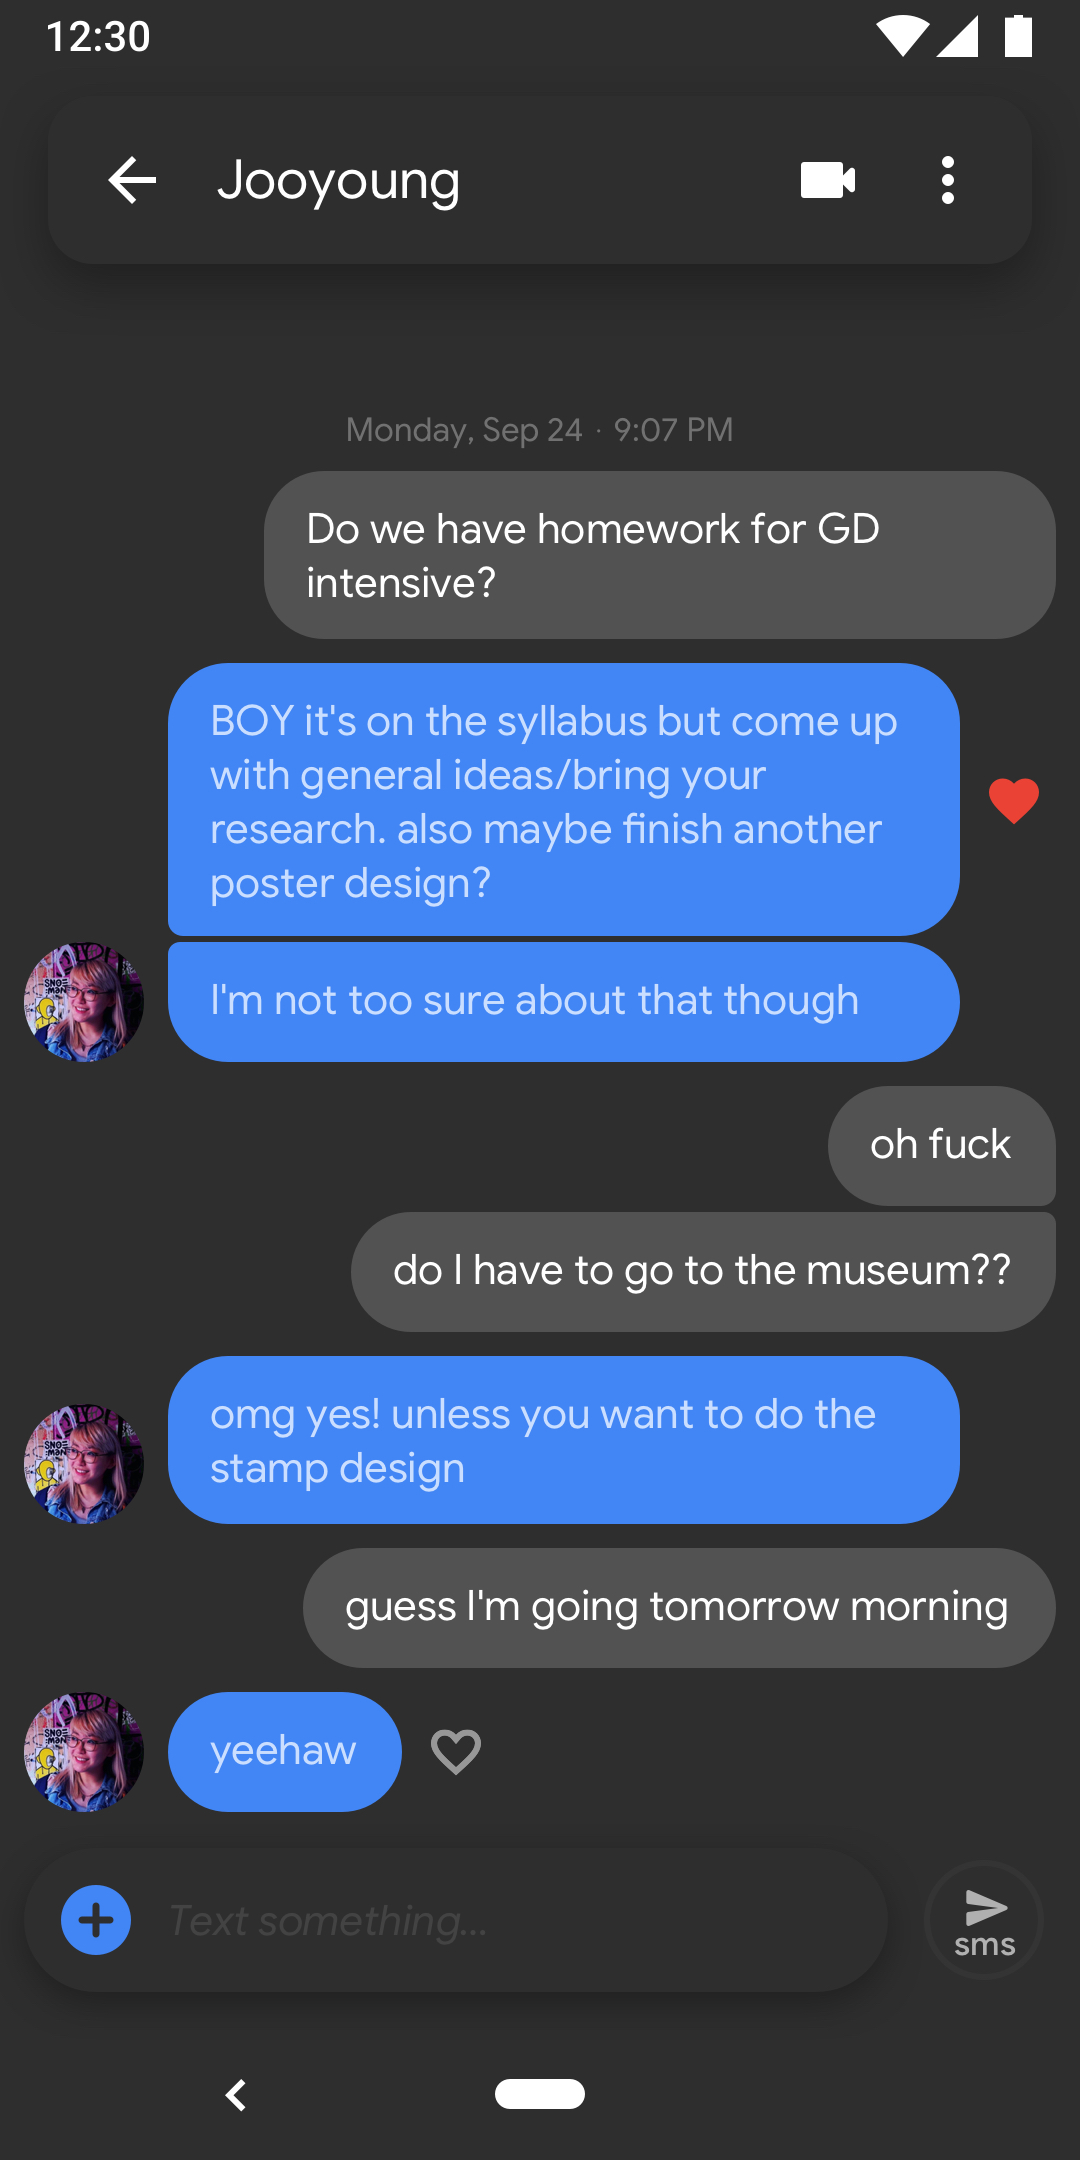 12:30
Jooyoung
Monday, Sep 24 · 9:07 PM
Do we have homework for GD
intensive?
BOY it's on the syllabus but come up
with general ideas/bring your
research. also maybe finish another
poster design?
I'm not too sure about that though
oh fuck
do I have to go to the museum??
omg yes! unless you want to do the
stamp design
guess I'm going tomorrow morning
yeehaw
Text something...
sms